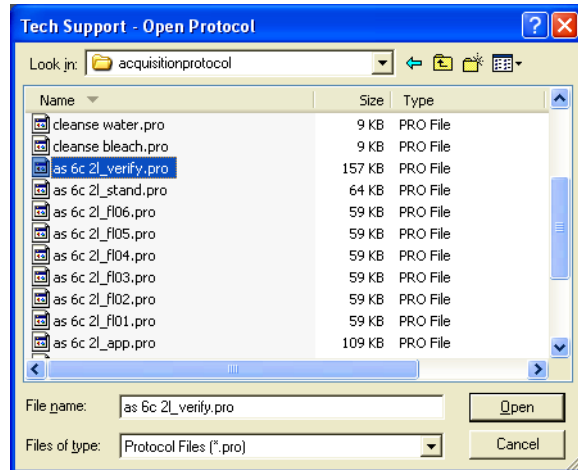 Tech Support - Open Protocol
Look in: acquisitionprotocol
Name Size Type
cleanse water.pro 9 KB PRO File
cleanse bleach.pro 9 KB PRO File
as 6c 2l_verify.pro 157 KB PRO File
as 6c 2l_stand.pro 64 KB PRO File
as 6c 2l_fl06.pro 59 KB PRO File
as 6c 2l_fl05.pro 59 KB PRO File
as 6c 2l_fl04.pro 59 KB PRO File
as 6c 2l_fl03.pro 59 KB PRO File
as 6c 2l_fl02.pro 59 KB PRO File
as 6c 2l_fl01.pro 59 KB PRO File
as 6c 2l_app.pro 109 KB PRO File
File name: as 6c 2l_verify.pro Open
Files of type: Protocol Files (*.pro) Cancel